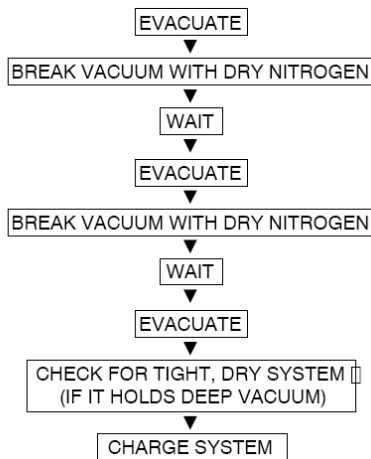 EVACUATE
BREAK VACUUM WITH DRY NITROGEN
WAIT
EVACUATE
BREAK VACUUM WITH DRY NITROGEN
WAIT
EVACUATE
CHECK FOR TIGHT, DRY SYSTEM
(IF IT HOLDS DEEP VACUUM)
CHARGE SYSTEM